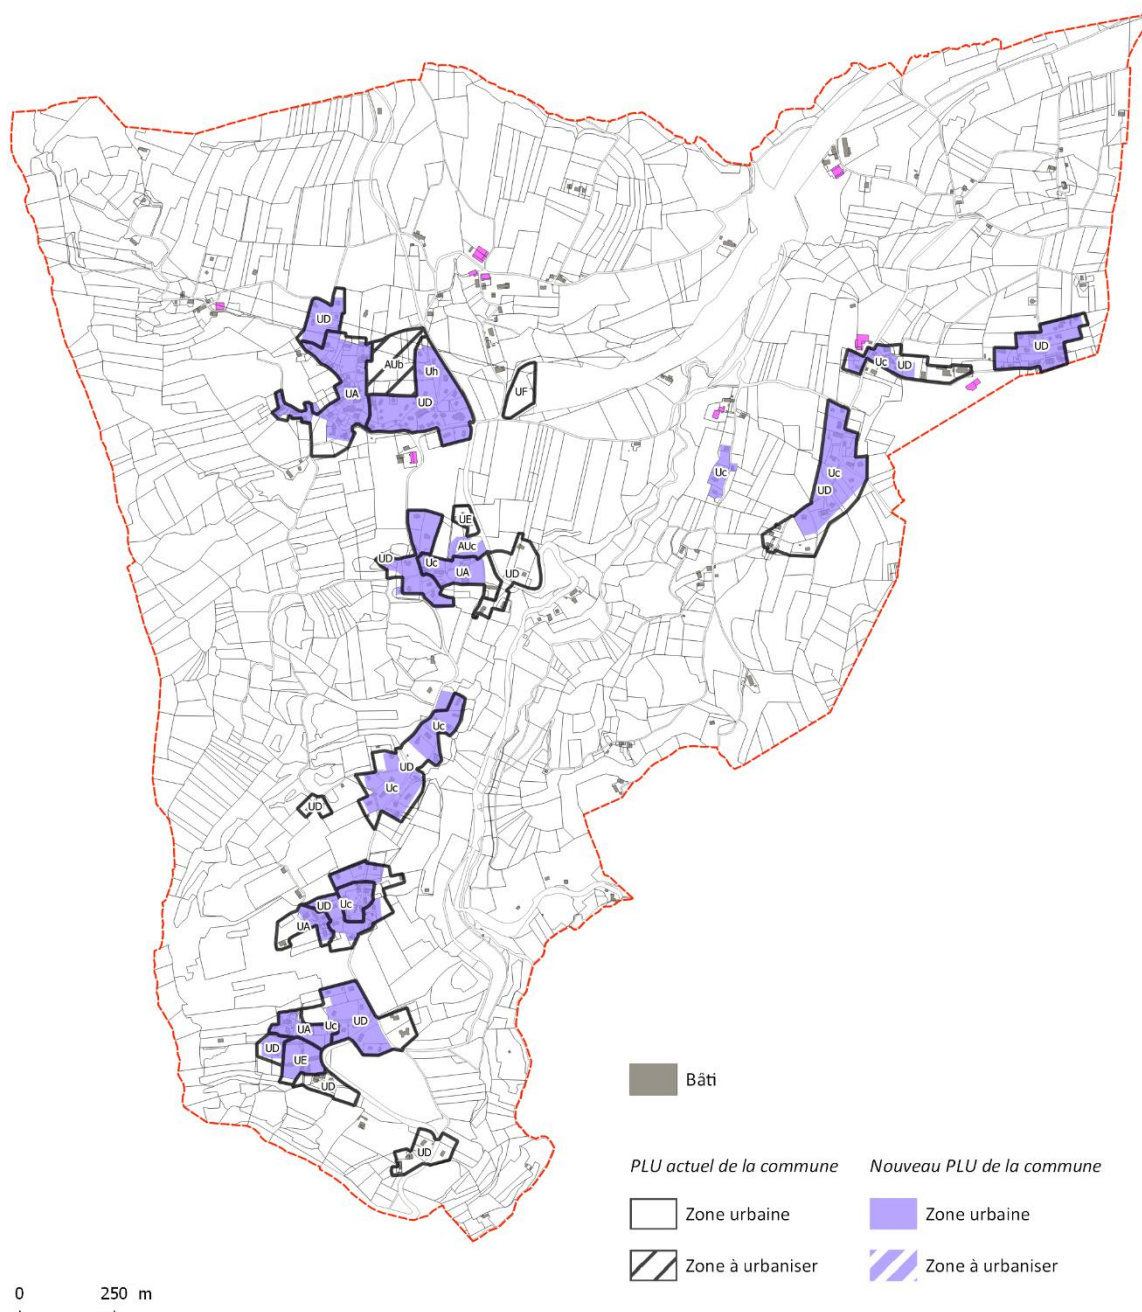 UD
AUb
Uh
UA
UD
UF
Uc
UD
UD
Uc
Uc
UD
UE
AUc
UD
Uc
UA
UD
Uc
UD
Uc
UD
UD
Uc
UA
UA
Uc
UD
UD
UE
UD
UD
Bâti
PLU actuel de la commune
Nouveau PLU de la commune
Zone urbaine
Zone urbaine
Zone à urbaniser
Zone à urbaniser
0 250 m